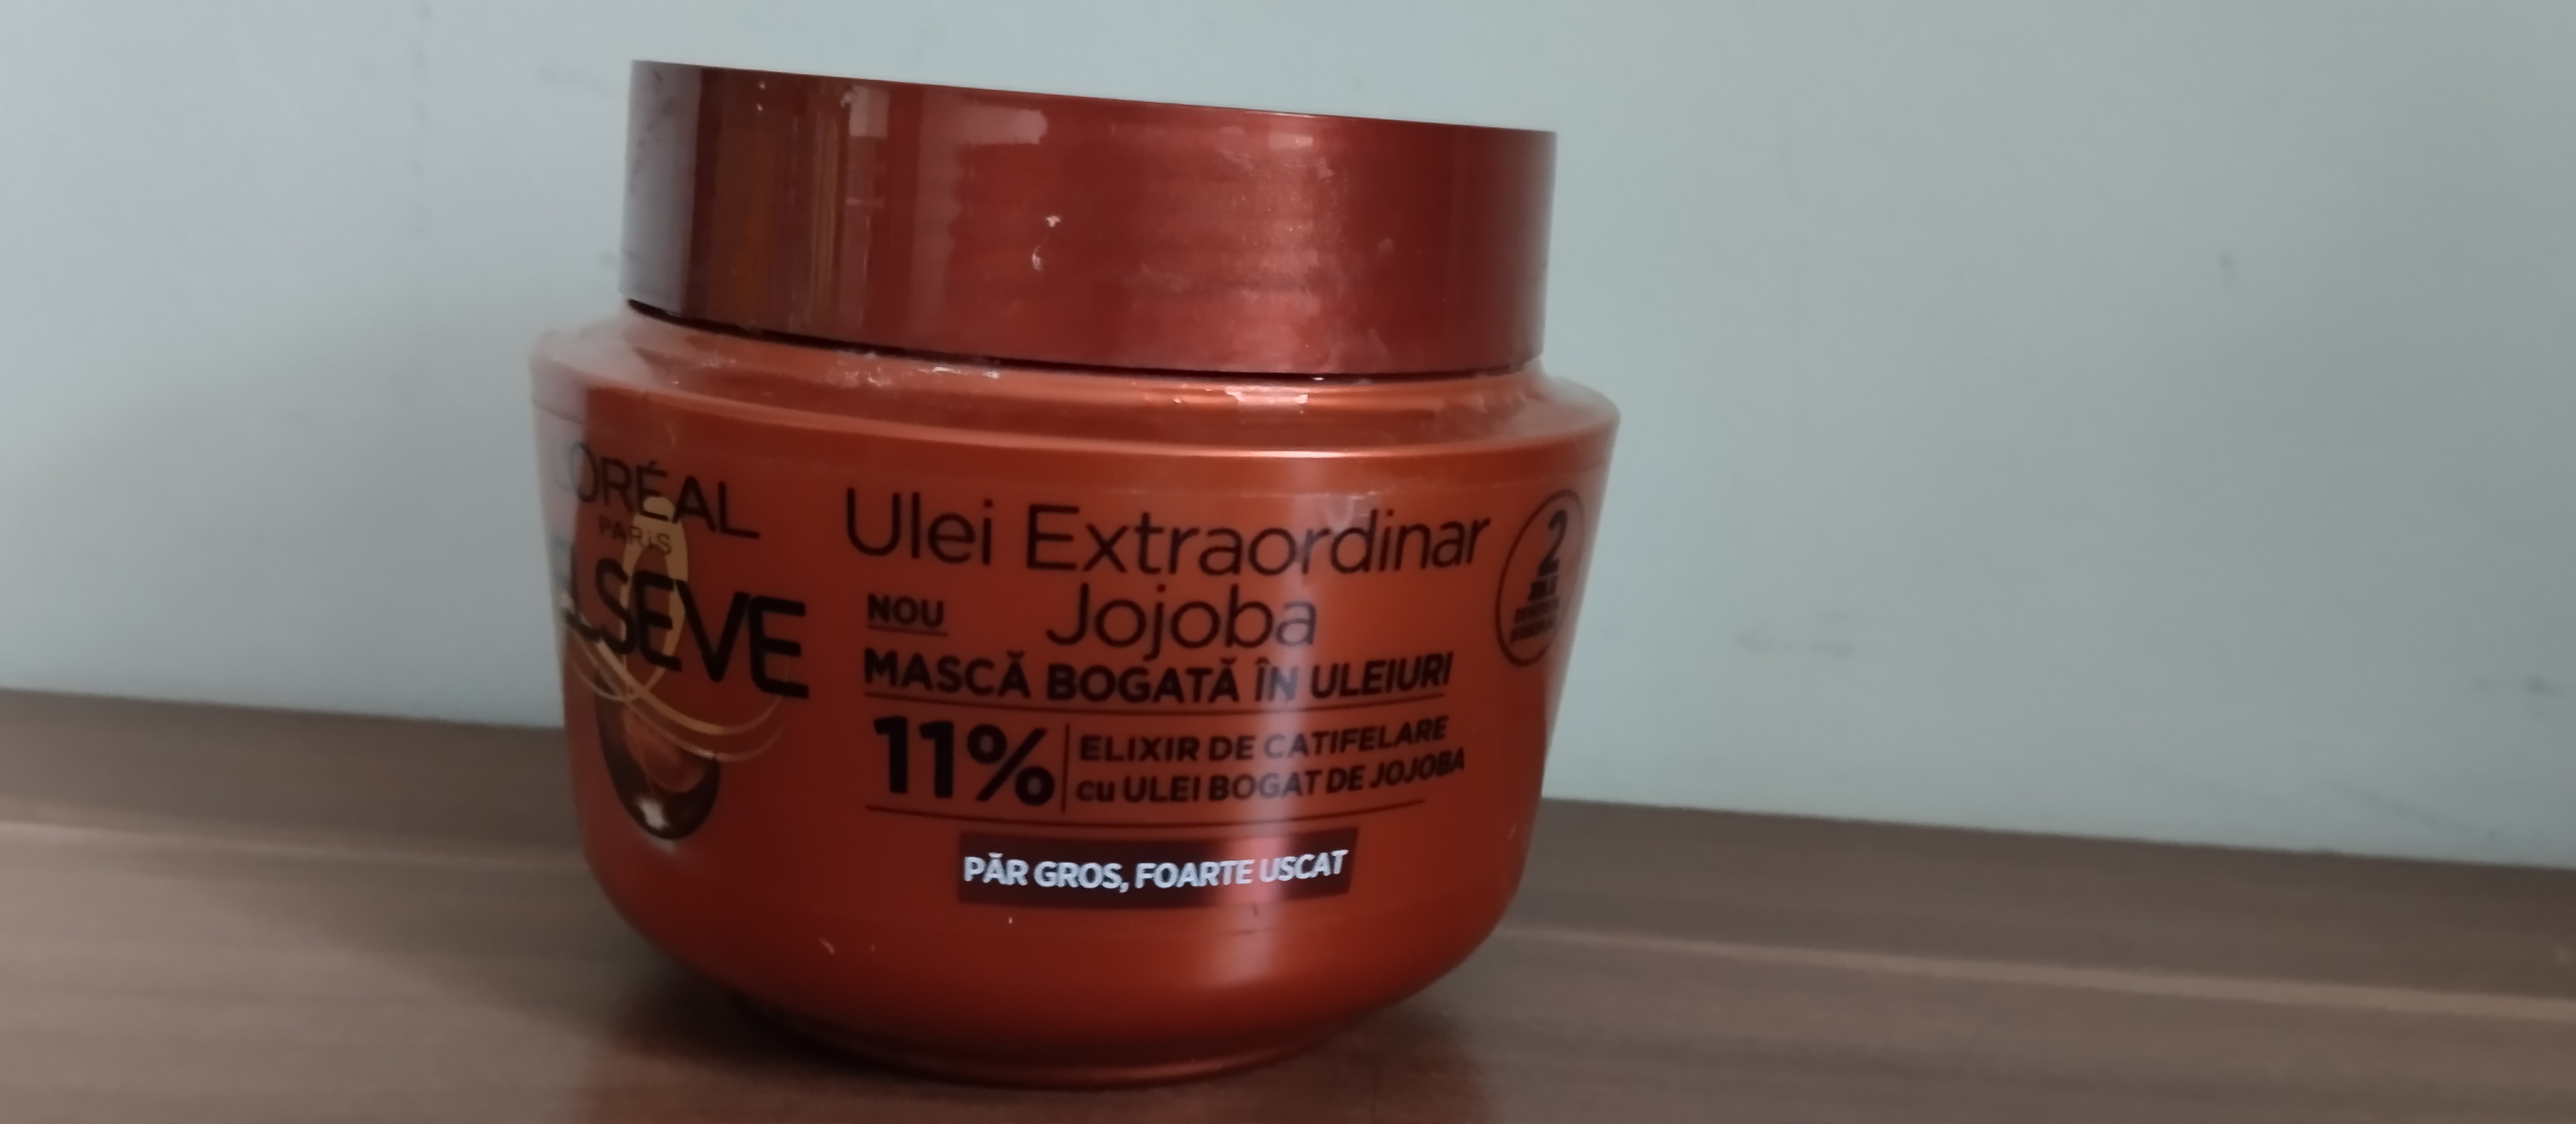 L'ORÉAL
PARIS
ELSEVE
Ulei Extraordinar
Jojoba
NOU
MASCĂ BOGATĂ ÎN ULEIURI
11%
ELIXIR DE CATIFELARE
cu ULEI BOGAT DE JOJOBA
PĂR GROS, FOARTE USCAT
2